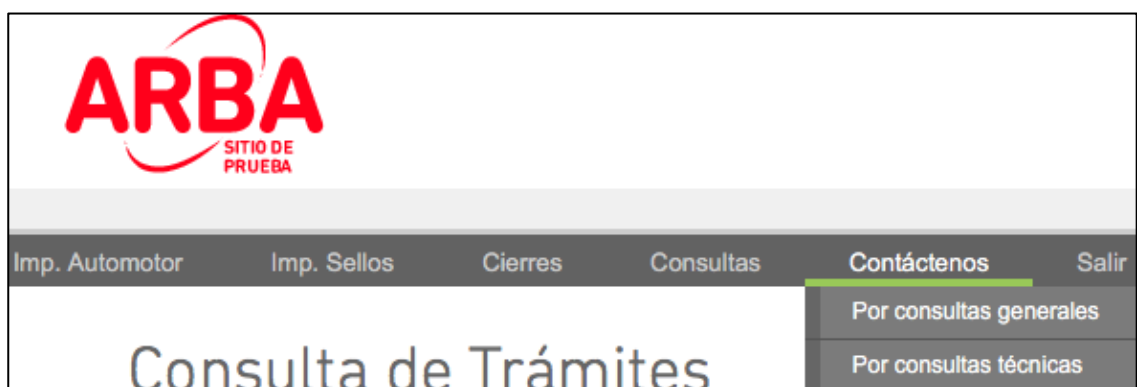 ARBA
SITIO DE
PRUEBA
Imp. Automotor Imp. Sellos Cierres Consultas Contáctenos Salir
Por consultas generales
Por consultas técnicas
Consulta de Trámites